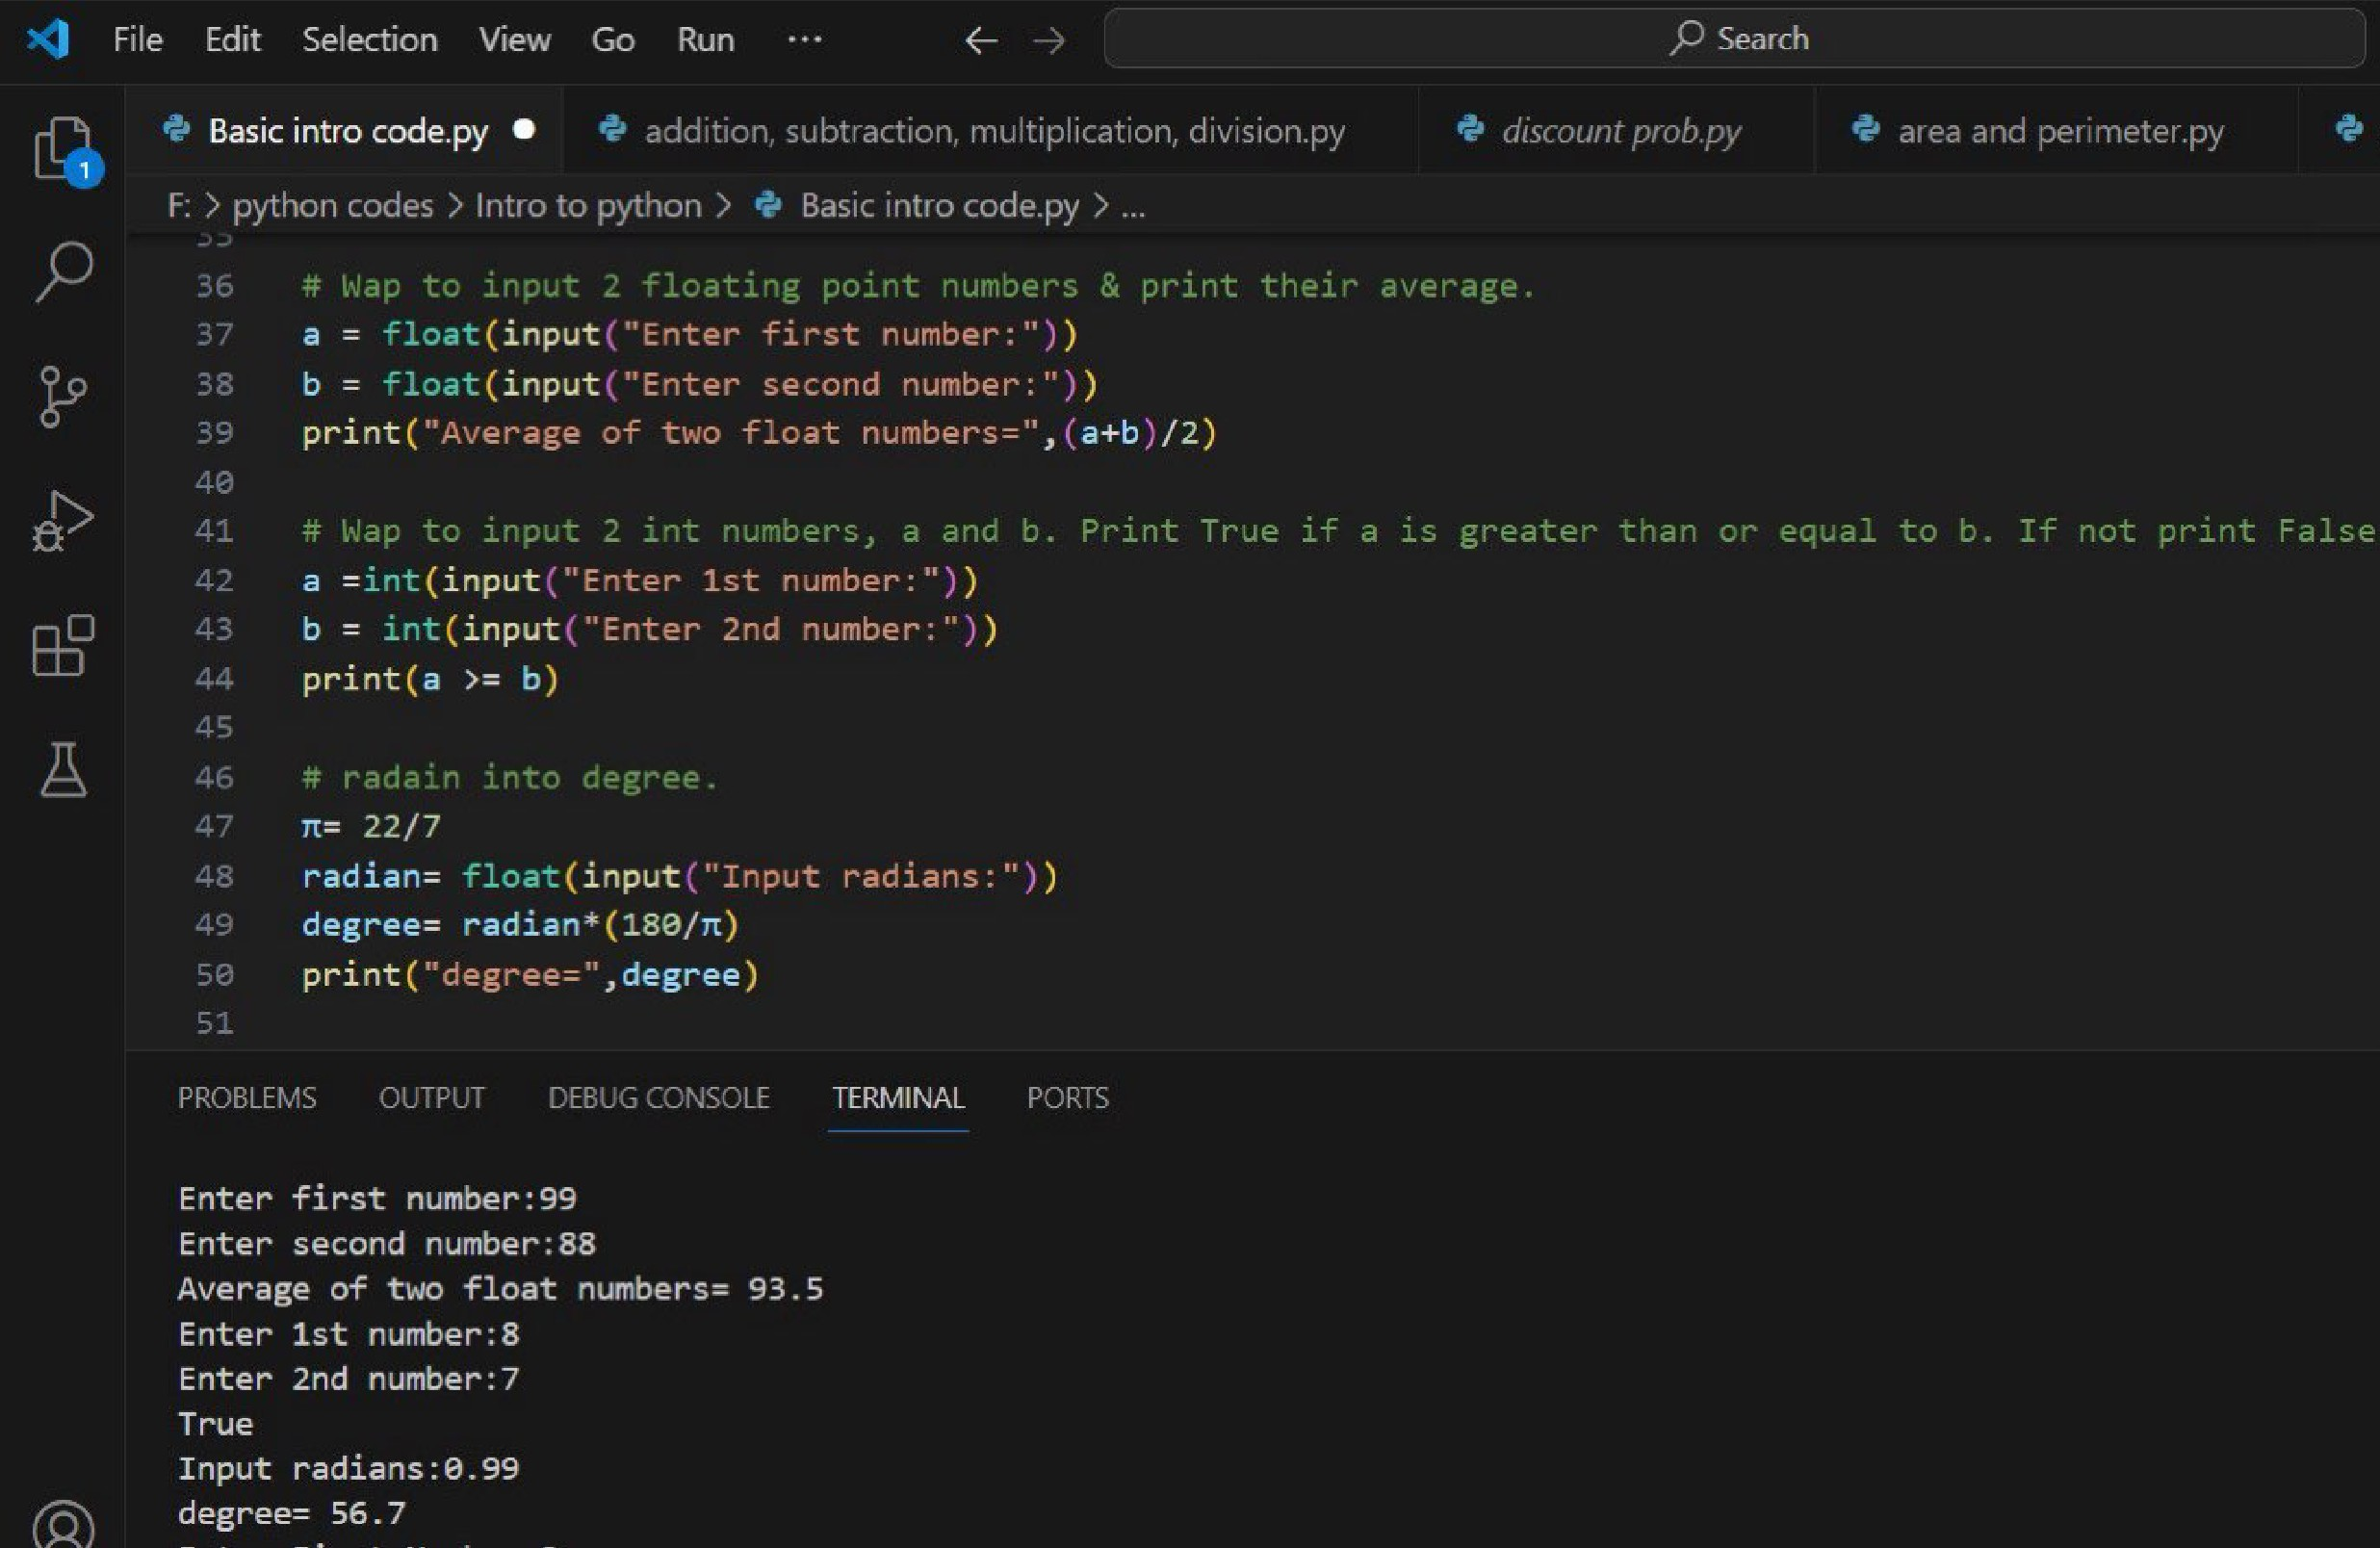 File Edit Selection View Go Run ... Search
Basic intro code.py addition, subtraction, multiplication, division.py discount prob.py area and perimeter.py
1
F: > python codes > Intro to python > Basic intro code.py > ...
35
36 # Wap to input 2 floating point numbers & print their average.
37 a = float(input("Enter first number:"))
38 b = float(input("Enter second number:"))
39 print("Average of two float numbers=",(a+b)/2)
40
41 # Wap to input 2 int numbers, a and b. Print True if a is greater than or equal to b. If not print False
42 a =int(input("Enter 1st number:"))
43 b = int(input("Enter 2nd number:"))
44 print(a >= b)
45
46 # radain into degree.
47 π= 22/7
48 radian= float(input("Input radians:"))
49 degree= radian*(180/π)
50 print("degree=",degree)
51
PROBLEMS OUTPUT DEBUG CONSOLE TERMINAL PORTS
Enter first number:99
Enter second number:88
Average of two float numbers= 93.5
Enter 1st number:8
Enter 2nd number:7
True
Input radians:0.99
degree= 56.7